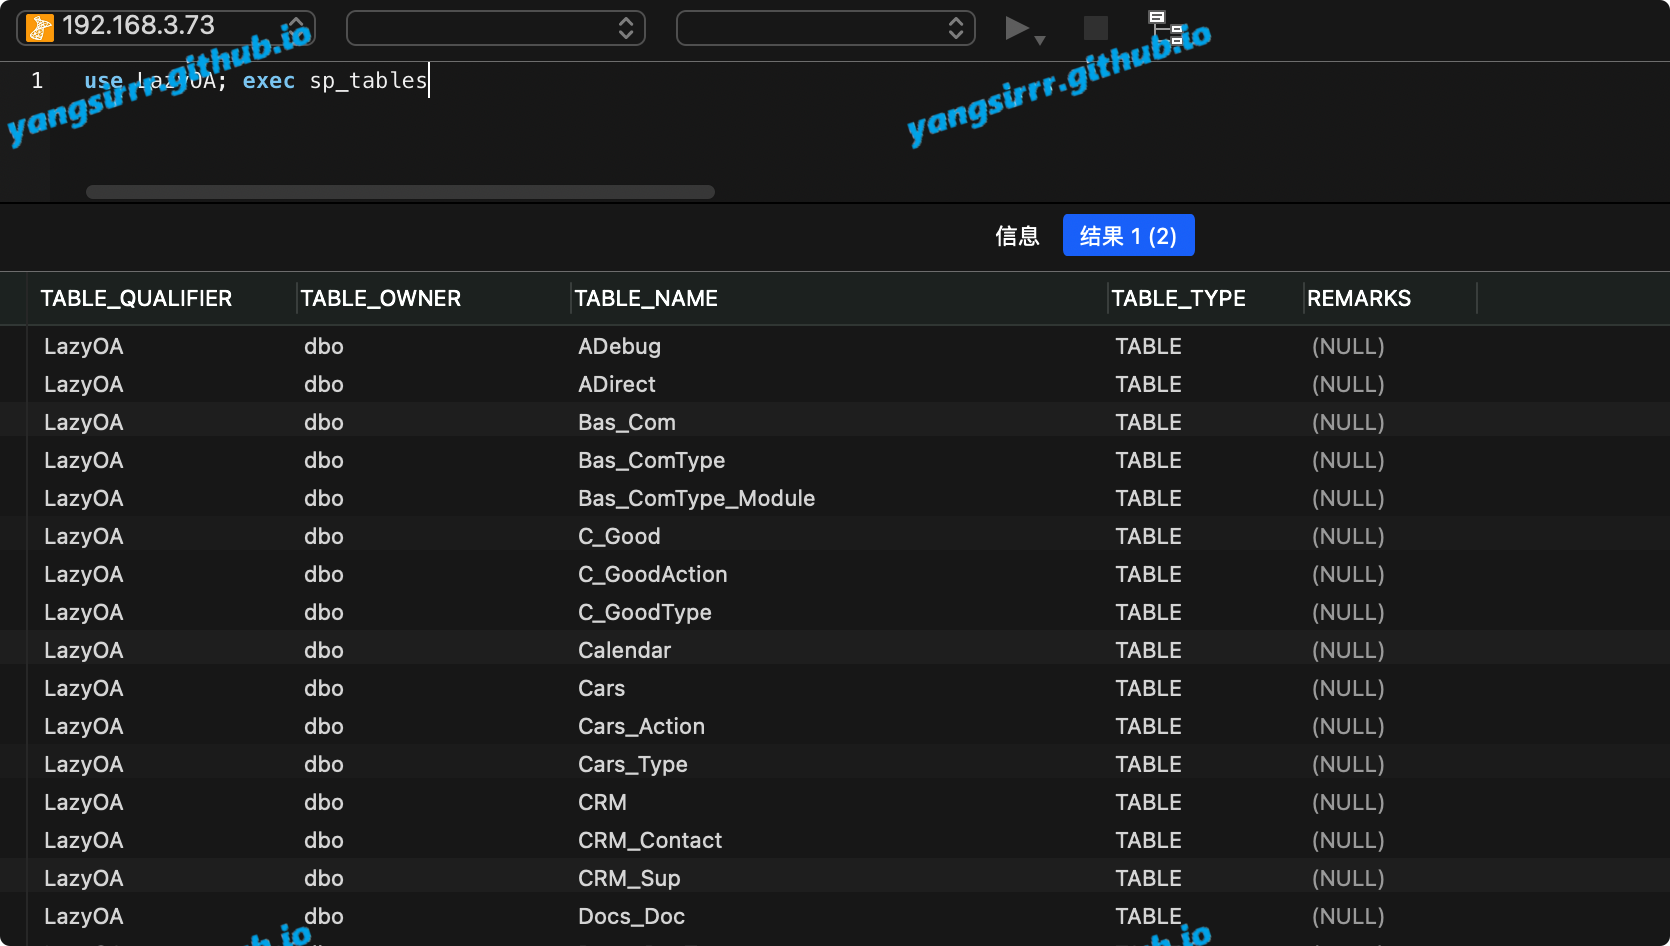 192.168.3.73
1 use LazyOA; exec sp_tables
yangsirrr.github.io
yangsirrr.github.io
信息 结果 1 (2)
TABLE_QUALIFIER TABLE_OWNER TABLE_NAME TABLE_TYPE REMARKS
LazyOA dbo ADebug TABLE (NULL)
LazyOA dbo ADirect TABLE (NULL)
LazyOA dbo Bas_Com TABLE (NULL)
LazyOA dbo Bas_ComType TABLE (NULL)
LazyOA dbo Bas_ComType_Module TABLE (NULL)
LazyOA dbo C_Good TABLE (NULL)
LazyOA dbo C_GoodAction TABLE (NULL)
LazyOA dbo C_GoodType TABLE (NULL)
LazyOA dbo Calendar TABLE (NULL)
LazyOA dbo Cars TABLE (NULL)
LazyOA dbo Cars_Action TABLE (NULL)
LazyOA dbo Cars_Type TABLE (NULL)
LazyOA dbo CRM TABLE (NULL)
LazyOA dbo CRM_Contact TABLE (NULL)
LazyOA dbo CRM_Sup TABLE (NULL)
LazyOA dbo Docs_Doc TABLE (NULL)